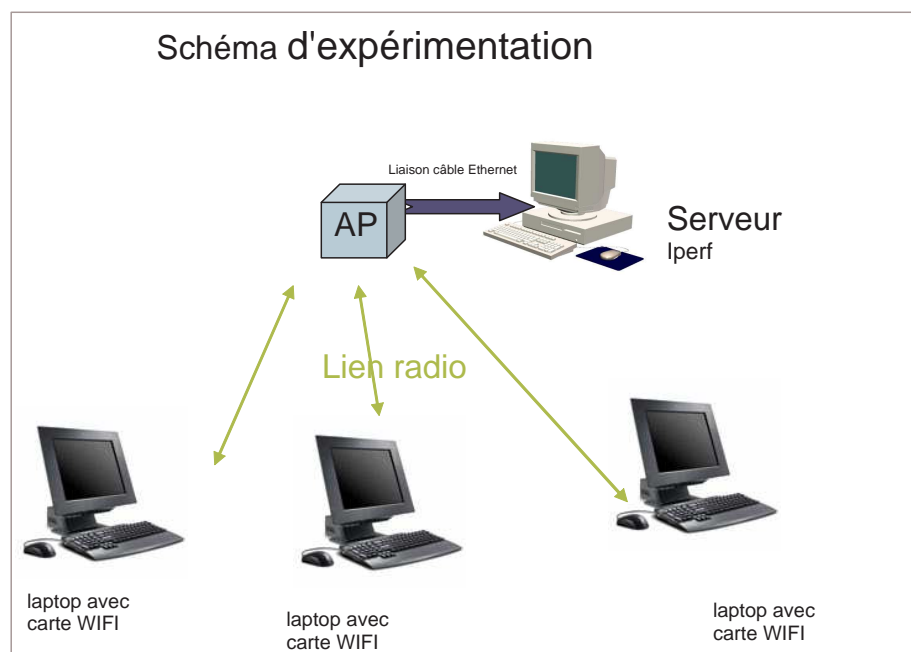 Schéma d'expérimentation
Liaison câble Ethernet
AP
Serveur
Iperf
Lien radio
laptop avec
carte WIFI
laptop avec
carte WIFI
laptop avec
carte WIFI